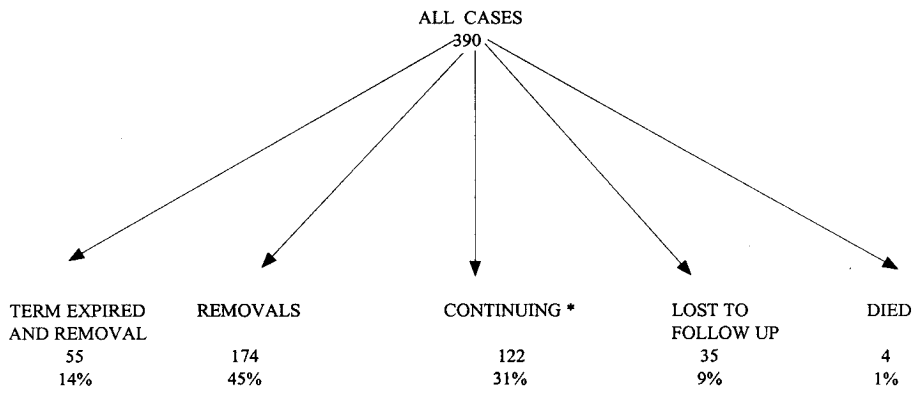 ALL CASES
390
TERM EXPIRED AND REMOVAL
55
14%
REMOVALS
174
45%
CONTINUING *
122
31%
LOST TO FOLLOW UP
35
9%
DIED
4
1%